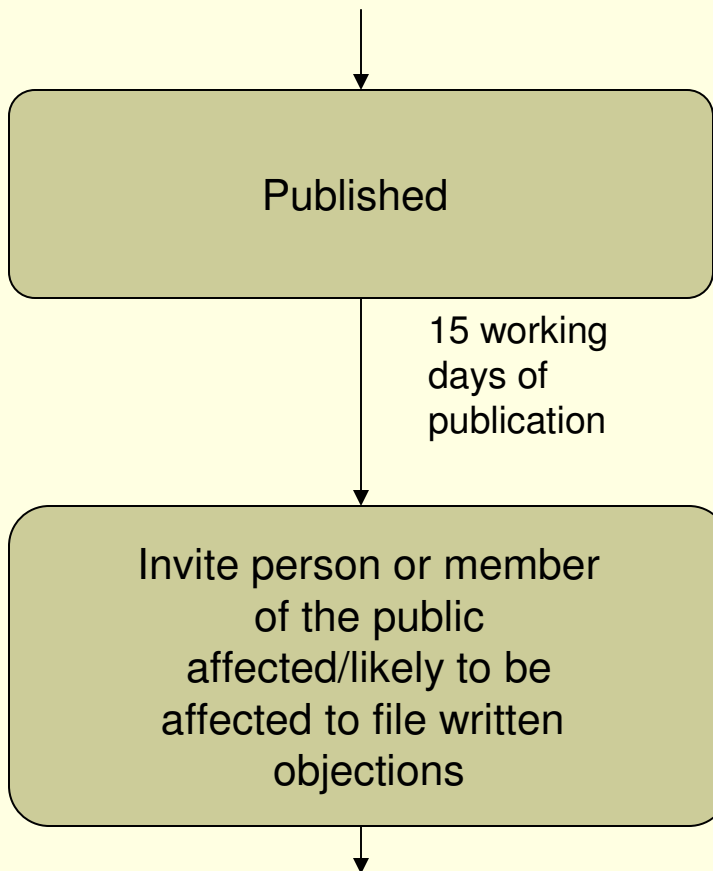 Published
15 working
days of
publication
Invite person or member
of the public
affected/likely to be
affected to file written
objections